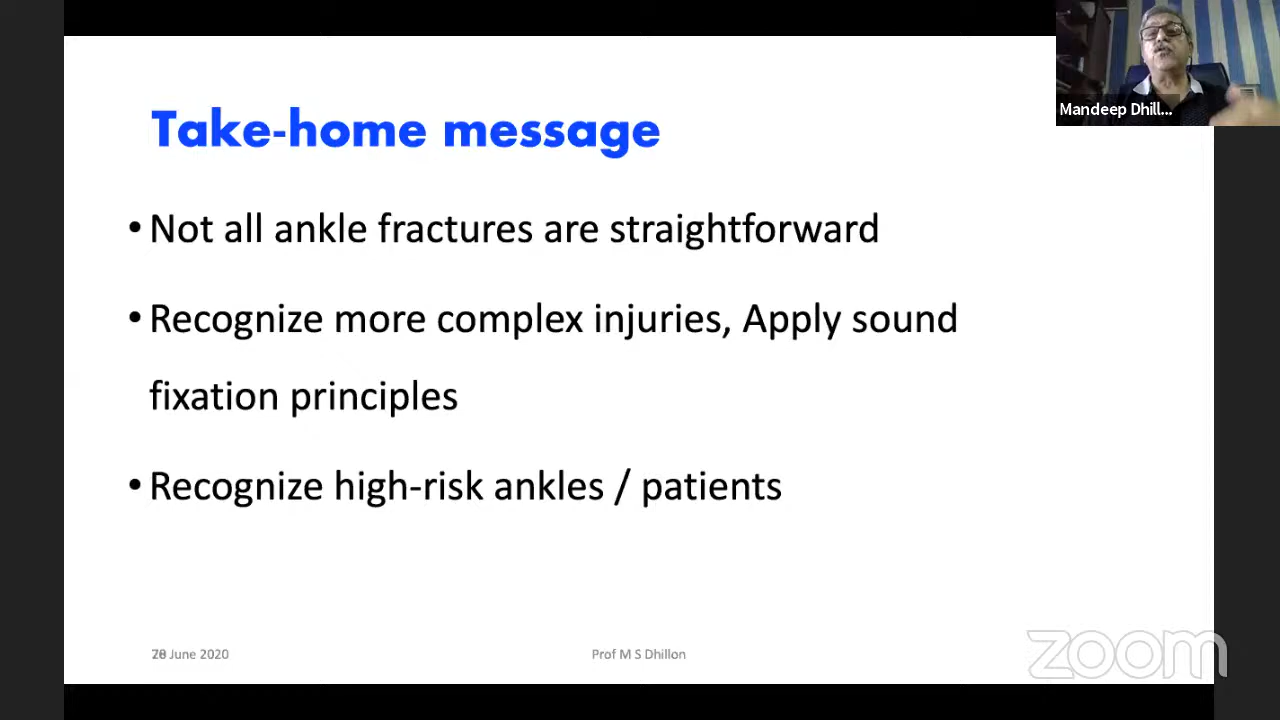 Take-home message
• Not all ankle fractures are straightforward
• Recognize more complex injuries, Apply sound
fixation principles
• Recognize high-risk ankles / patients
June 2020
Prof M S Dhillon
Mandeep Dhill...
zoom